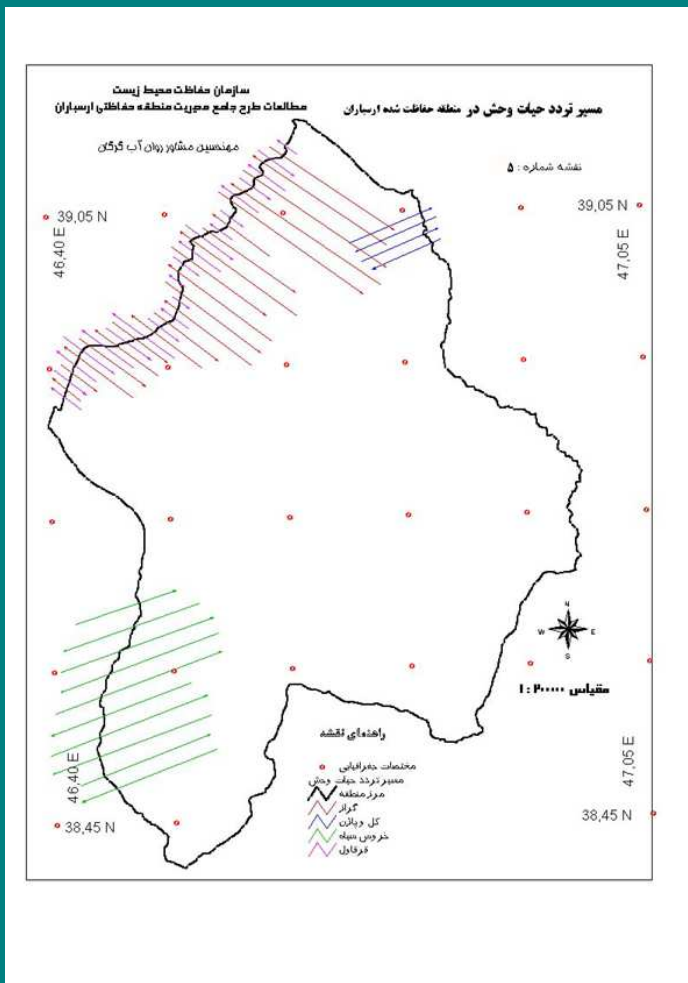 سازمان حفاظت محیط زیست
مطالعات طرح جامع مدیریت منطقه حفاظتی ارسباران
مسیر تردد حیات وحش در منطقه حفاظت شده ارسباران
مهندسین مشاور روان آب گرگان
نقشه شماره : ۵
39,05 N
39,05 N
46,40 E
47,05 E
N
W
E
S
مقیاس ۲۰۰۰۰۰ : ۱
راهنمای نقشه
مختصات جغرافیایی
مسیر تردد حیات وحش
مرز منطقه
گراز
کل و پازن
خروس سیاه
قرقاول
46,40 E
47,05 E
38,45 N
38,45 N